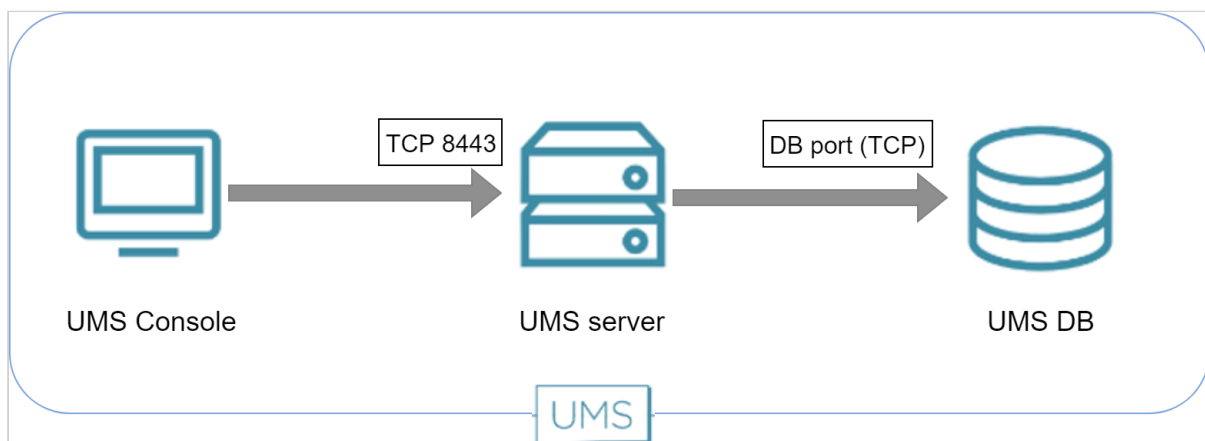 TCP 8443
DB port (TCP)
UMS Console
UMS server
UMS DB
UMS